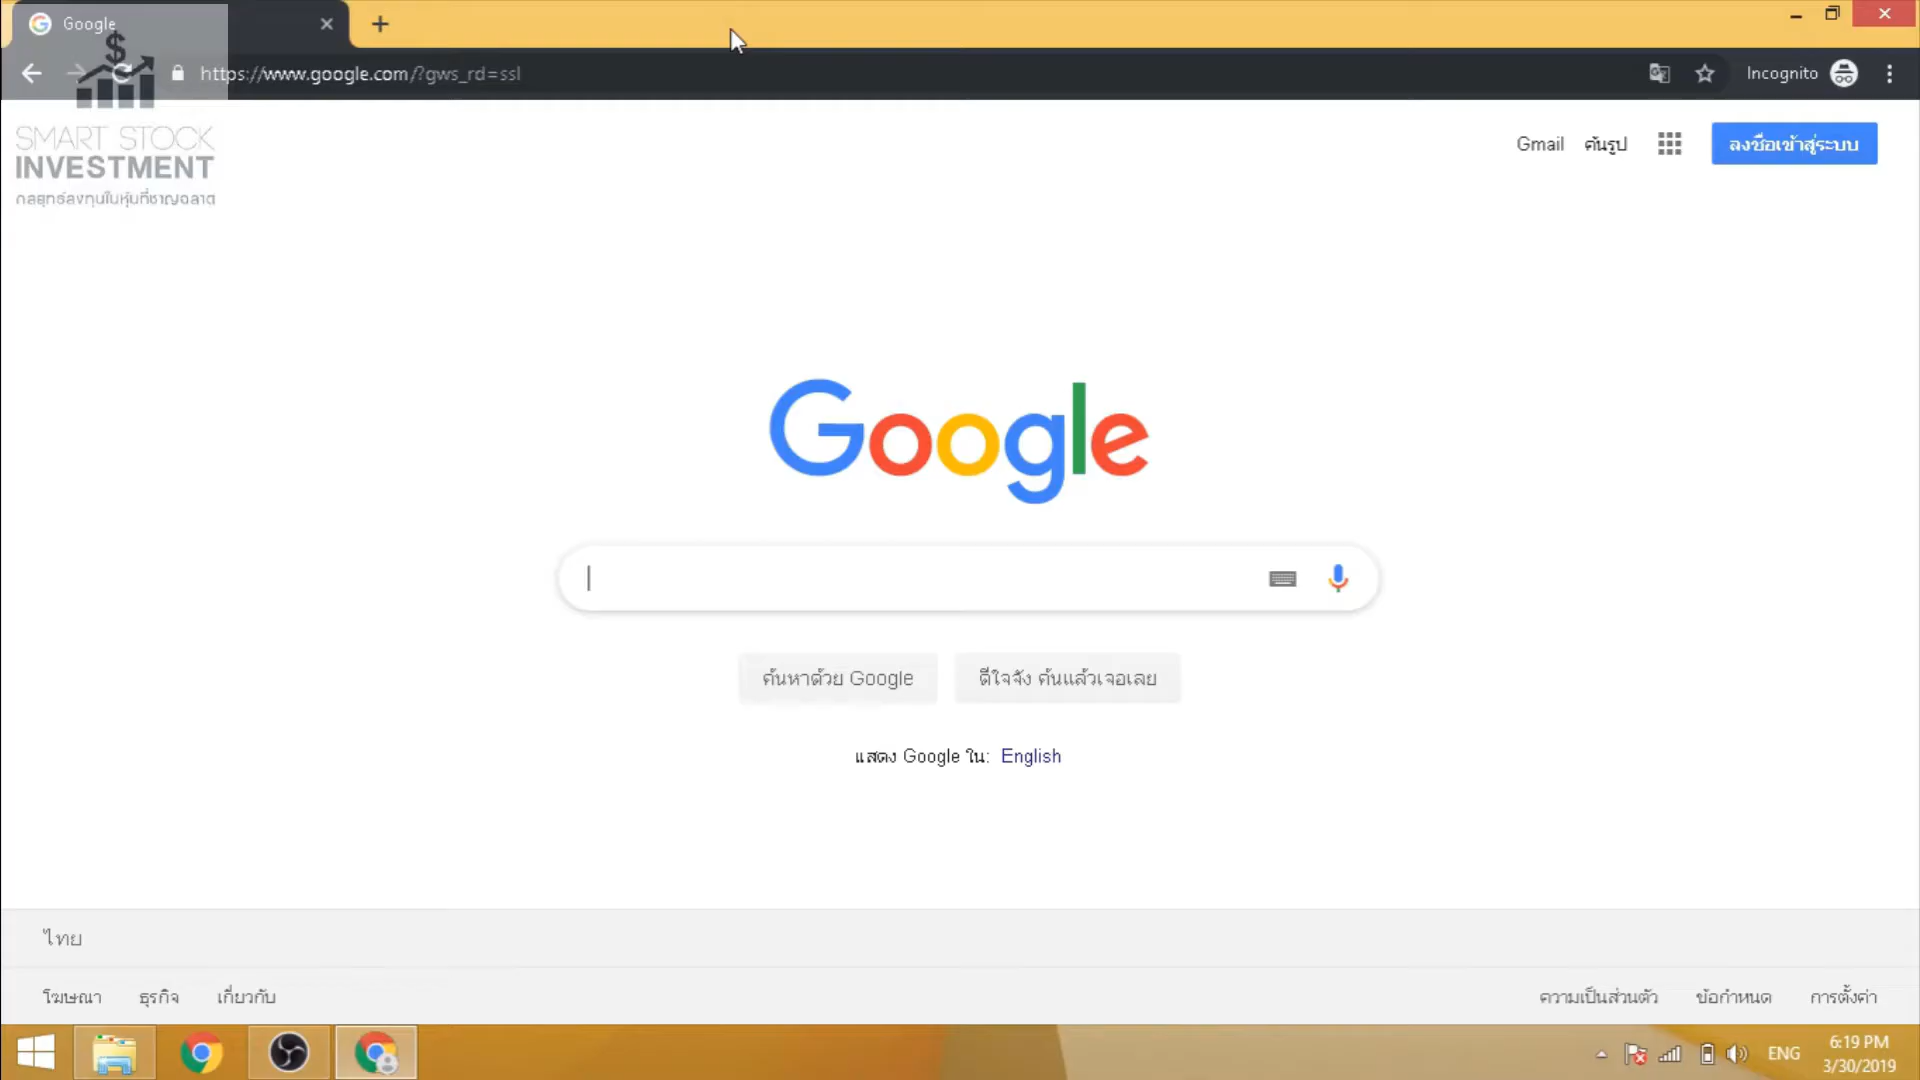 Google
https://www.google.com/?gws_rd=ssl
Incognito
SMART STOCK
INVESTMENT
กลยุทธ์ลงทุนในหุ้นที่ชาญฉลาด
Gmail ค้นรูป ลงชื่อเข้าสู่ระบบ
Google
ค้นหาด้วย Google ดีใจจัง ค้นแล้วเจอเลย
แสดง Google ใน: English
ไทย
โฆษณา ธุรกิจ เกี่ยวกับ ความเป็นส่วนตัว ข้อกำหนด การตั้งค่า
ENG
6:19 PM
3/30/2019